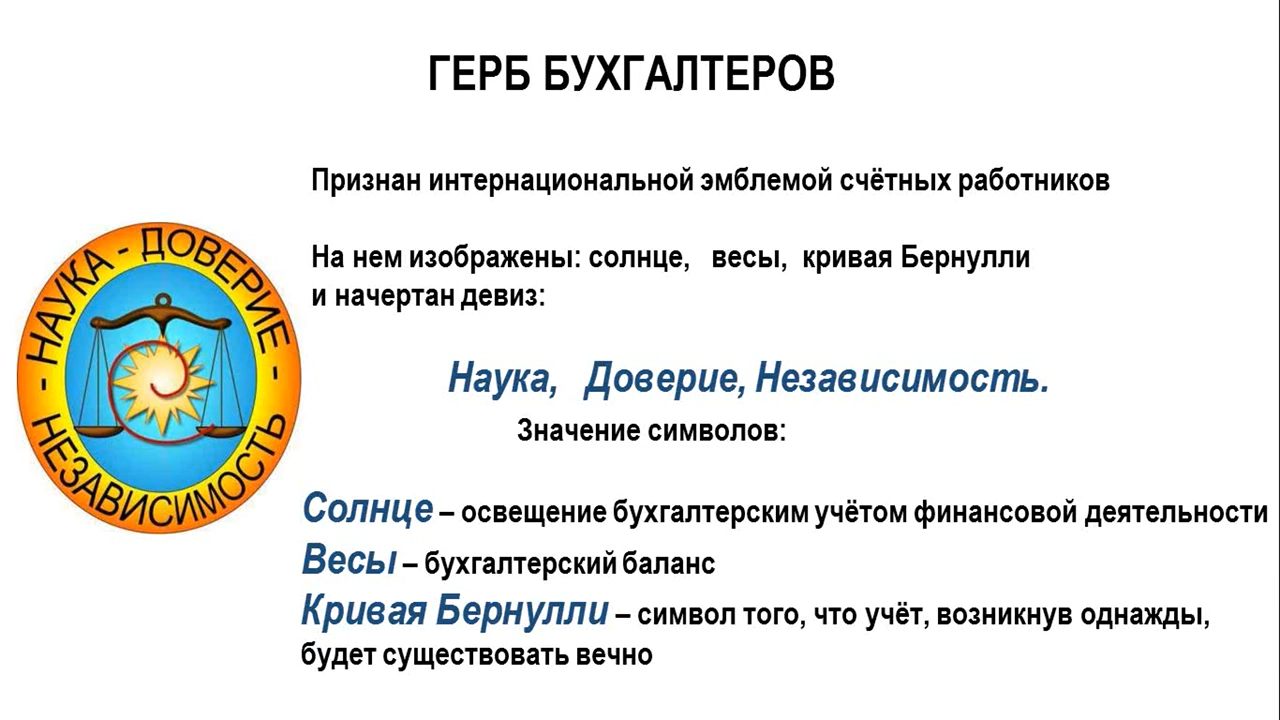 ГЕРБ БУХГАЛТЕРОВ
Признан интернациональной эмблемой счётных работников
На нем изображены: солнце, весы, кривая Бернулли
и начертан девиз:
НАУКА - ДОВЕРИЕ -
- НЕЗАВИСИМОСТЬ
Наука, Доверие, Независимость.
Значение символов:
Солнце – освещение бухгалтерским учётом финансовой деятельности
Весы – бухгалтерский баланс
Кривая Бернулли – символ того, что учёт, возникнув однажды,
будет существовать вечно